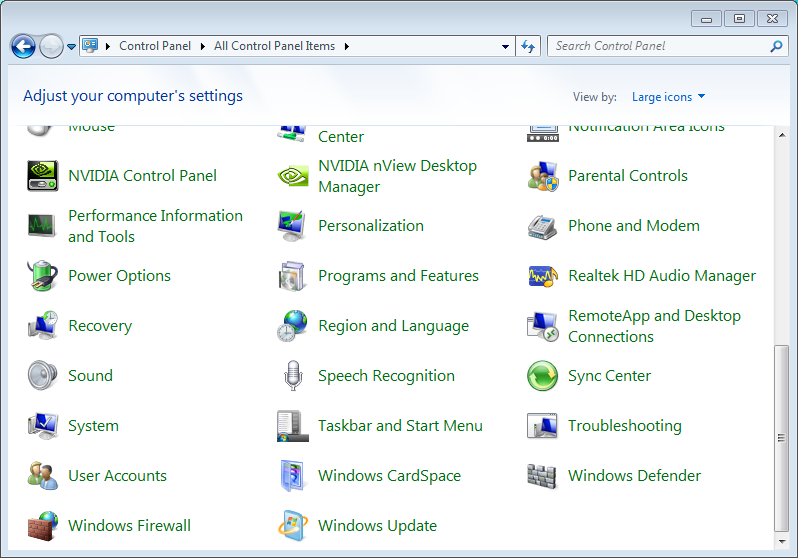 Control Panel
All Control Panel Items
Search Control Panel
Adjust your computer's settings
View by:
Large icons
Mouse
Center
Notification Area Icons
NVIDIA Control Panel
NVIDIA nView Desktop
Manager
Parental Controls
Performance Information
and Tools
Personalization
Phone and Modem
Power Options
Programs and Features
Realtek HD Audio Manager
Recovery
Region and Language
RemoteApp and Desktop
Connections
Sound
Speech Recognition
Sync Center
System
Taskbar and Start Menu
Troubleshooting
User Accounts
Windows CardSpace
Windows Defender
Windows Firewall
Windows Update